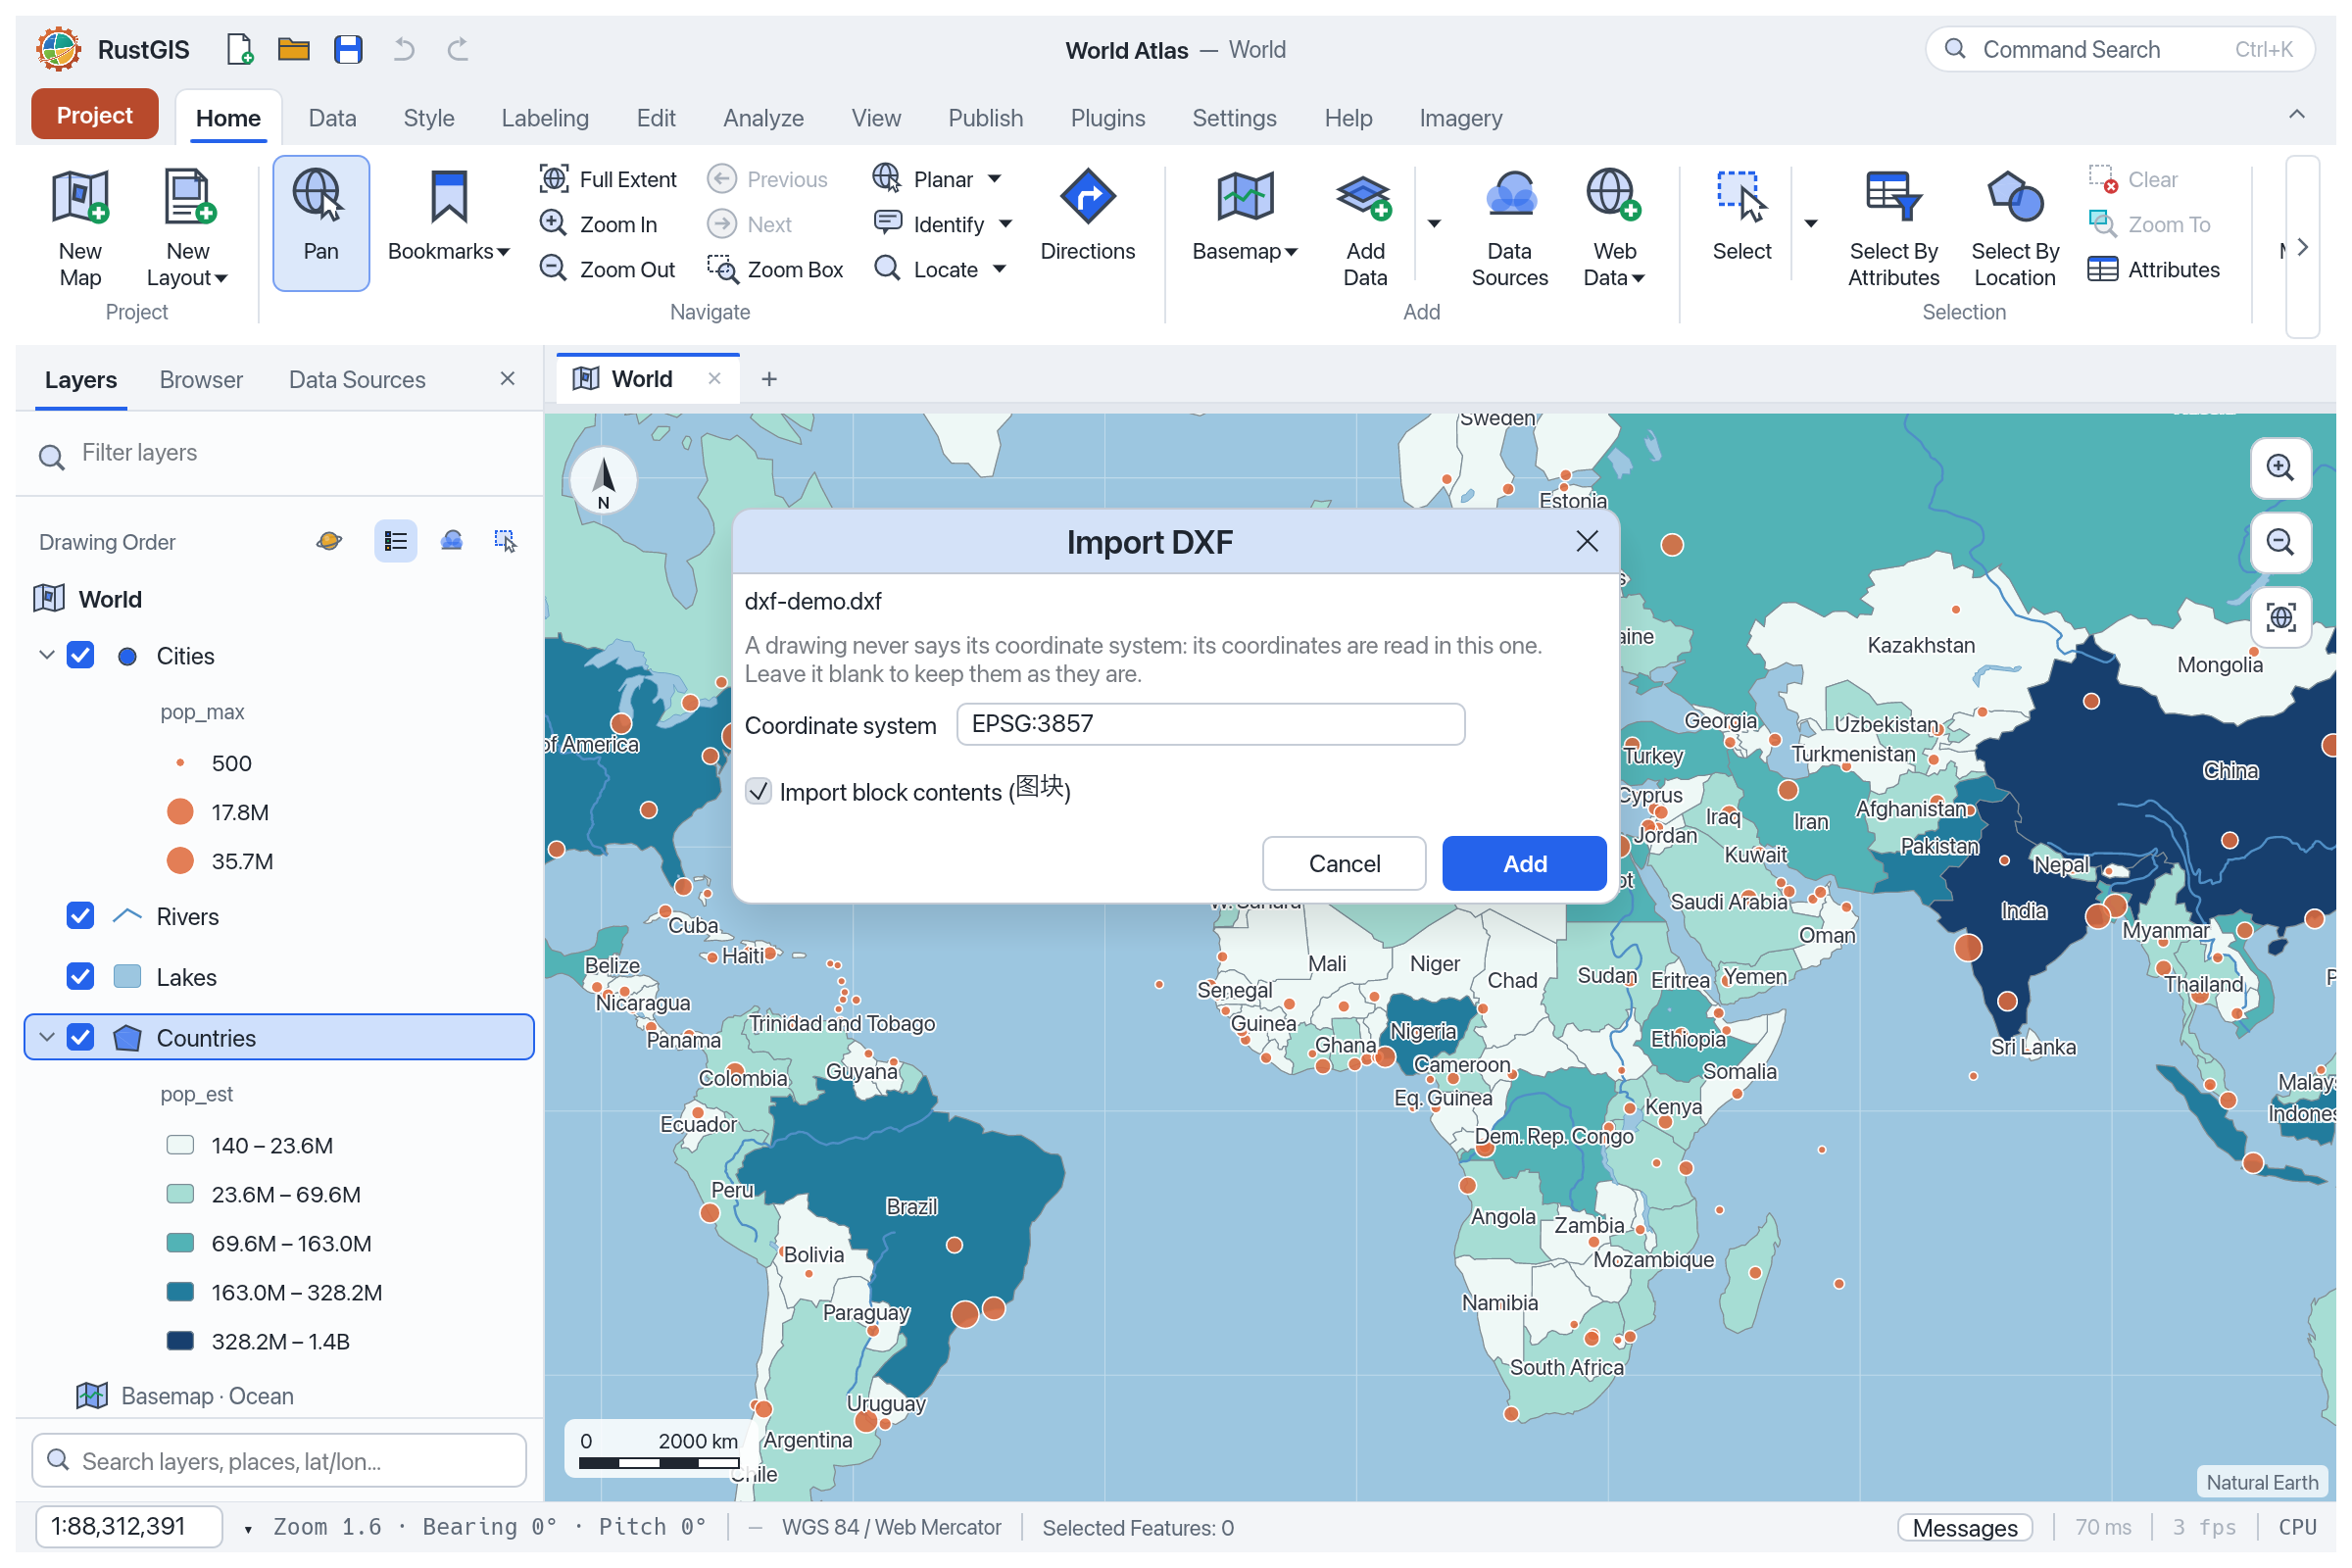 RustGIS
World Atlas — World
Command Search Ctrl+K
Project Home Data Style Labeling Edit Analyze View Publish Plugins Settings Help Imagery
New Map
New Layout
Project
Pan
Bookmarks
Full Extent
Zoom In
Zoom Out
Previous
Next
Zoom Box
Planar
Identify
Locate
Directions
Navigate
Basemap
Add Data
Data Sources
Web Data
Add
Select
Select By Attributes
Select By Location
Clear
Zoom To
Attributes
Selection
Layers Browser Data Sources
World
Filter layers
Drawing Order
World
Cities
pop_max
500
17.8M
35.7M
Rivers
Lakes
Countries
pop_est
140 – 23.6M
23.6M – 69.6M
69.6M – 163.0M
163.0M – 328.2M
328.2M – 1.4B
Basemap · Ocean
Search layers, places, lat/lon...
N
Import DXF
dxf-demo.dxf
A drawing never says its coordinate system: its coordinates are read in this one.
Leave it blank to keep them as they are.
Coordinate system EPSG:3857
Import block contents (图块)
Cancel Add
Sweden
Estonia
Kazakhstan
Mongolia
of America
Georgia
Uzbekistan
Turkey
Turkmenistan
China
Cyprus
Iraq
Iran
Afghanistan
Jordan
Kuwait
Pakistan
Nepal
Saudi Arabia
India
Cuba
Oman
Myanmar
Haiti
Belize
Mali
Niger
Chad
Sudan
Eritrea
Yemen
Thailand
Nicaragua
Senegal
Trinidad and Tobago
Guinea
Nigeria
Panama
Ghana
Ethiopia
Sri Lanka
Colombia
Guyana
Cameroon
Somalia
Eq. Guinea
Kenya
Ecuador
Dem. Rep. Congo
Peru
Brazil
Angola
Zambia
Bolivia
Mozambique
Paraguay
Namibia
South Africa
Uruguay
Argentina
Chile
0 2000 km
Natural Earth
1:88,312,391 Zoom 1.6 · Bearing 0° · Pitch 0° — WGS 84 / Web Mercator Selected Features: 0 Messages 70 ms 3 fps CPU